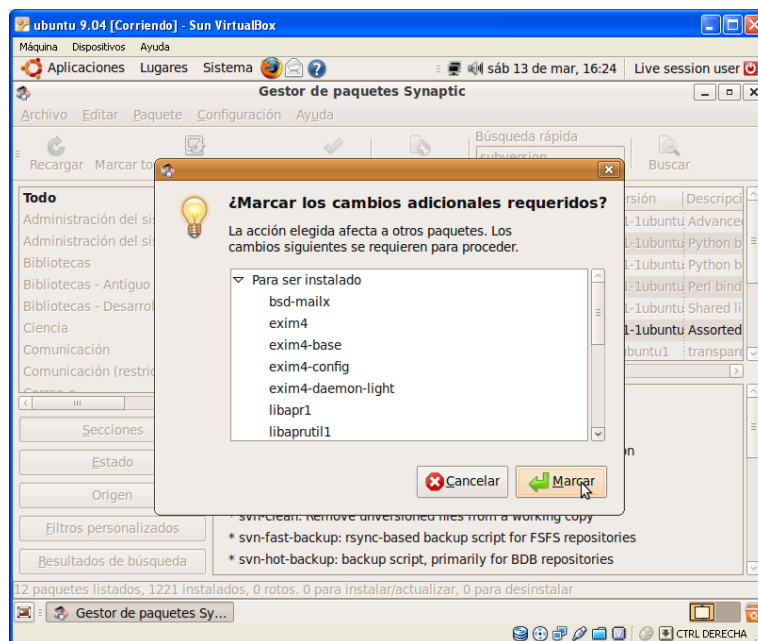 ubuntu 9.04 [Corriendo] - Sun VirtualBox
Máquina Dispositivos Ayuda
Aplicaciones Lugares Sistema sáb 13 de mar, 16:24 Live session user
Gestor de paquetes Synaptic
Archivo Editar Paquete Configuración Ayuda
Búsqueda rápida
Recargar Marcar to subversion Buscar
Todo
Administración del si
Administración del si
Bibliotecas
Bibliotecas - Antiguo
Bibliotecas - Desarrol
Ciencia
Comunicación
Comunicación (restric
rsión Descripci
1-1ubuntu Advance
1-1ubuntu Python b
1-1ubuntu Python b
1-1ubuntu Perl bind
1-1ubuntu Shared li
1-1ubuntu Assorted
ubuntu1 transpare
¿Marcar los cambios adicionales requeridos?
La acción elegida afecta a otros paquetes. Los
cambios siguientes se requieren para proceder.
Para ser instalado
bsd-mailx
exim4
exim4-base
exim4-config
exim4-daemon-light
libapr1
libaprutil1
Cancelar Marcar
Secciones
Estado
Origen
Filtros personalizados
Resultados de búsqueda
on
* svn-clean: Remove unversioned files from a working copy
* svn-fast-backup: rsync-based backup script for FSFS repositories
* svn-hot-backup: backup script, primarily for BDB repositories
12 paquetes listados, 1221 instalados, 0 rotos. 0 para instalar/actualizar, 0 para desinstalar
Gestor de paquetes Sy...
CTRL DERECHA